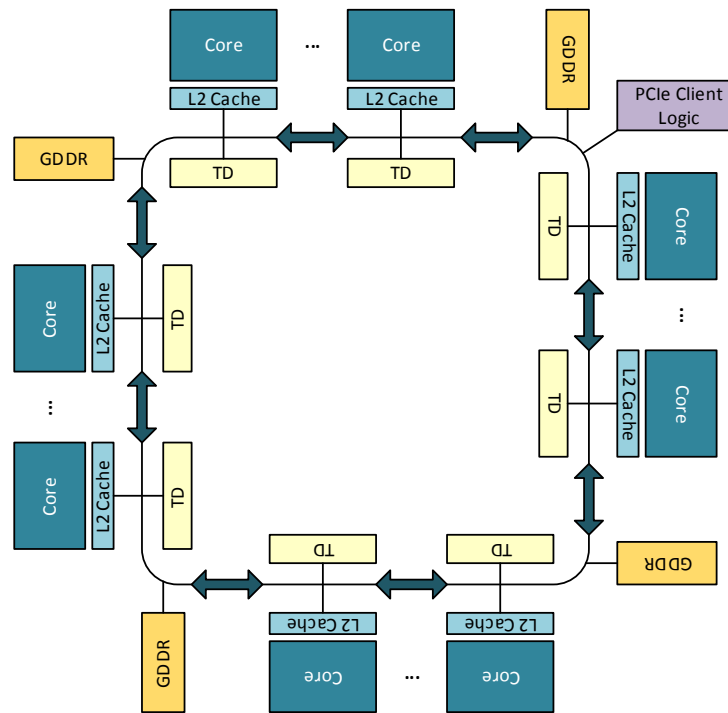 Core
...
Core
L2 Cache
L2 Cache
GDDR
PCIe Client
Logic
GDDR
TD
TD
TD
L2 Cache
Core
Core
L2 Cache
TD
...
...
TD
L2 Cache
Core
Core
L2 Cache
TD
TD
TD
GDDR
L2 Cache
L2 Cache
GDDR
Core
...
Core